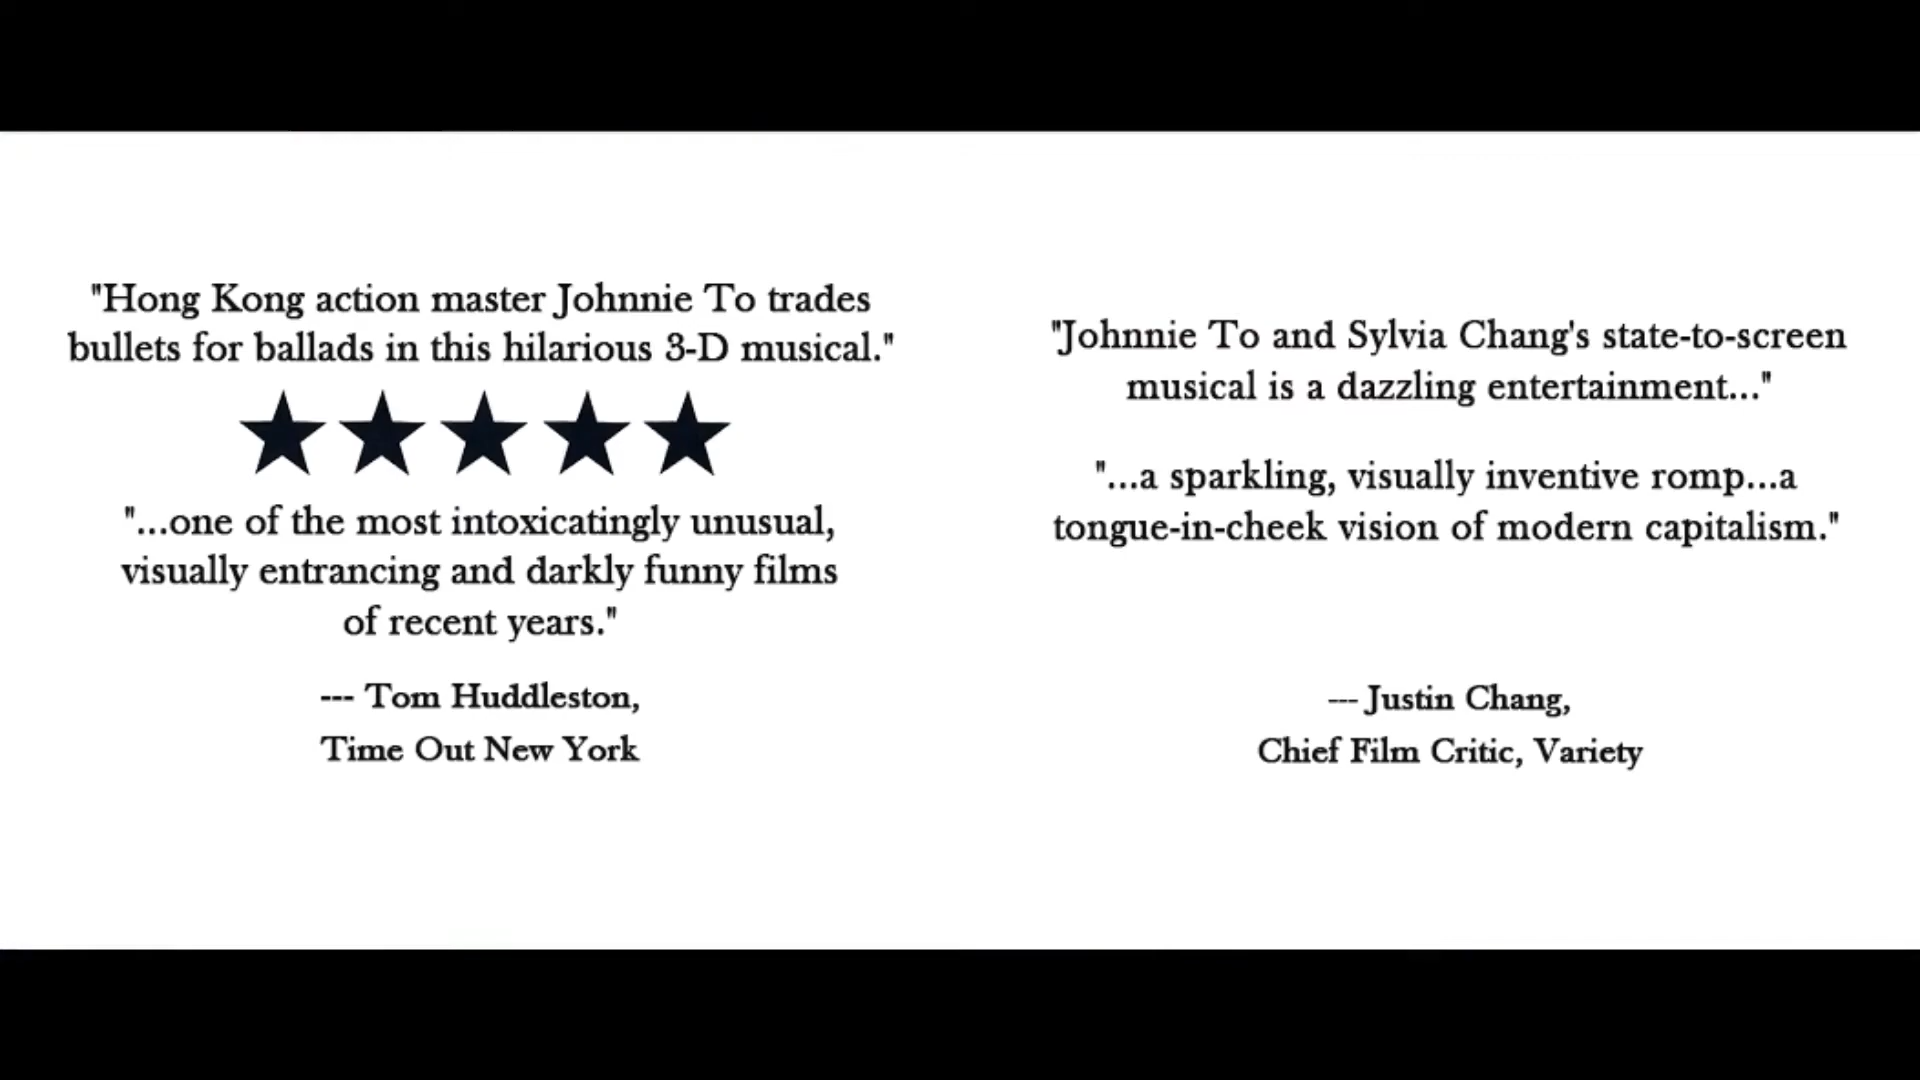 "Hong Kong action master Johnnie To trades
bullets for ballads in this hilarious 3-D musical."
"...one of the most intoxicatingly unusual,
visually entrancing and darkly funny films
of recent years."
--- Tom Huddleston,
Time Out New York
"Johnnie To and Sylvia Chang's state-to-screen
musical is a dazzling entertainment..."
"...a sparkling, visually inventive romp...a
tongue-in-cheek vision of modern capitalism."
--- Justin Chang,
Chief Film Critic, Variety